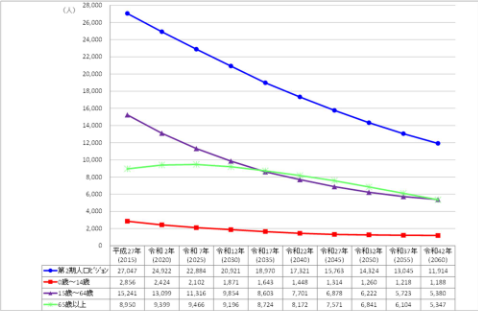 （人）
28,000
26,000
24,000
22,000
20,000
18,000
16,000
14,000
12,000
10,000
8,000
6,000
4,000
2,000
0
平成27年 令和2年 令和7年 令和12年 令和17年 令和22年 令和27年 令和32年 令和37年 令和42年
(2015) (2020) (2025) (2030) (2035) (2040) (2045) (2050) (2055) (2060)
第2期人口ビジョン 27,047 24,922 22,884 20,921 18,970 17,321 15,763 14,324 13,045 11,914
0歳～14歳 2,856 2,424 2,102 1,871 1,643 1,448 1,314 1,260 1,218 1,188
15歳～64歳 15,241 13,099 11,316 9,854 8,603 7,701 6,878 6,222 5,723 5,380
65歳以上 8,950 9,399 9,466 9,196 8,724 8,172 7,571 6,841 6,104 5,347